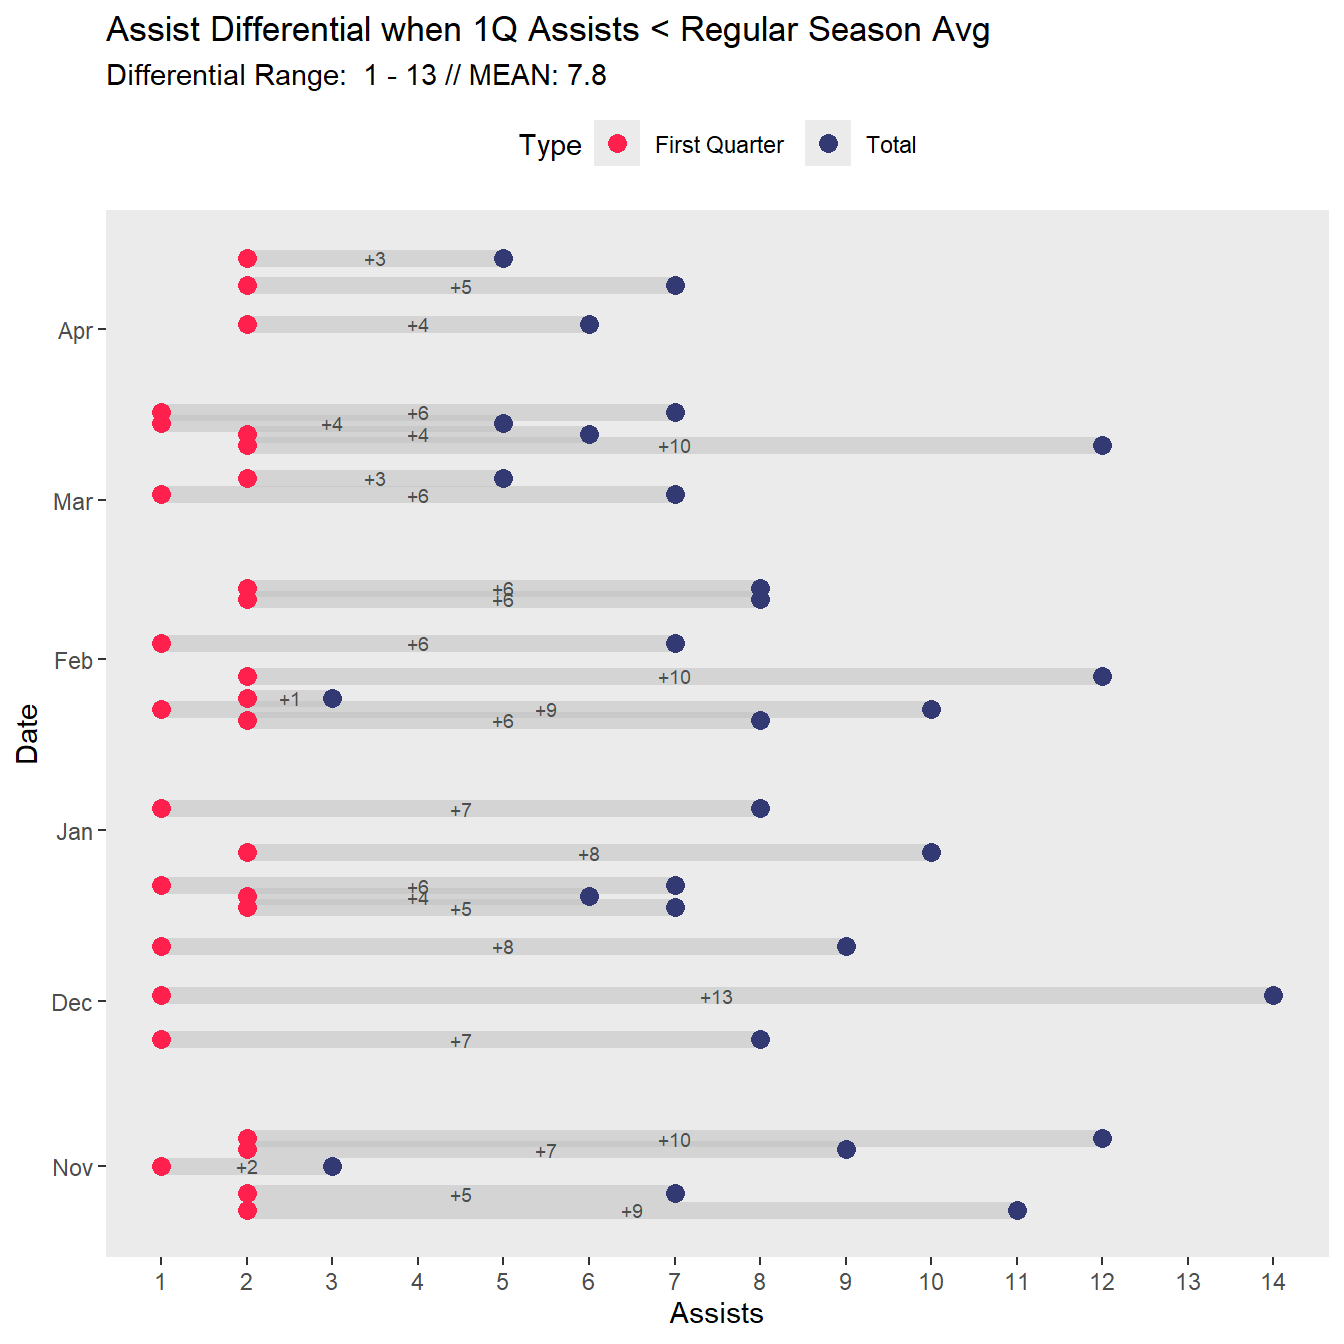 Assist Differential when 1Q Assists < Regular Season Avg
Differential Range:  1 - 13 // MEAN: 7.8
Type First Quarter Total
+3
+5
Apr
+4
+6
+4
+4
+10
+3
Mar
+6
+6
+6
+6
Feb
+10
+1
+9
+6
+7
Jan
+8
+6
+4
+5
+8
+13
Dec
+7
+10
+7
Nov
+2
+5
+9
Date
1 2 3 4 5 6 7 8 9 10 11 12 13 14
Assists